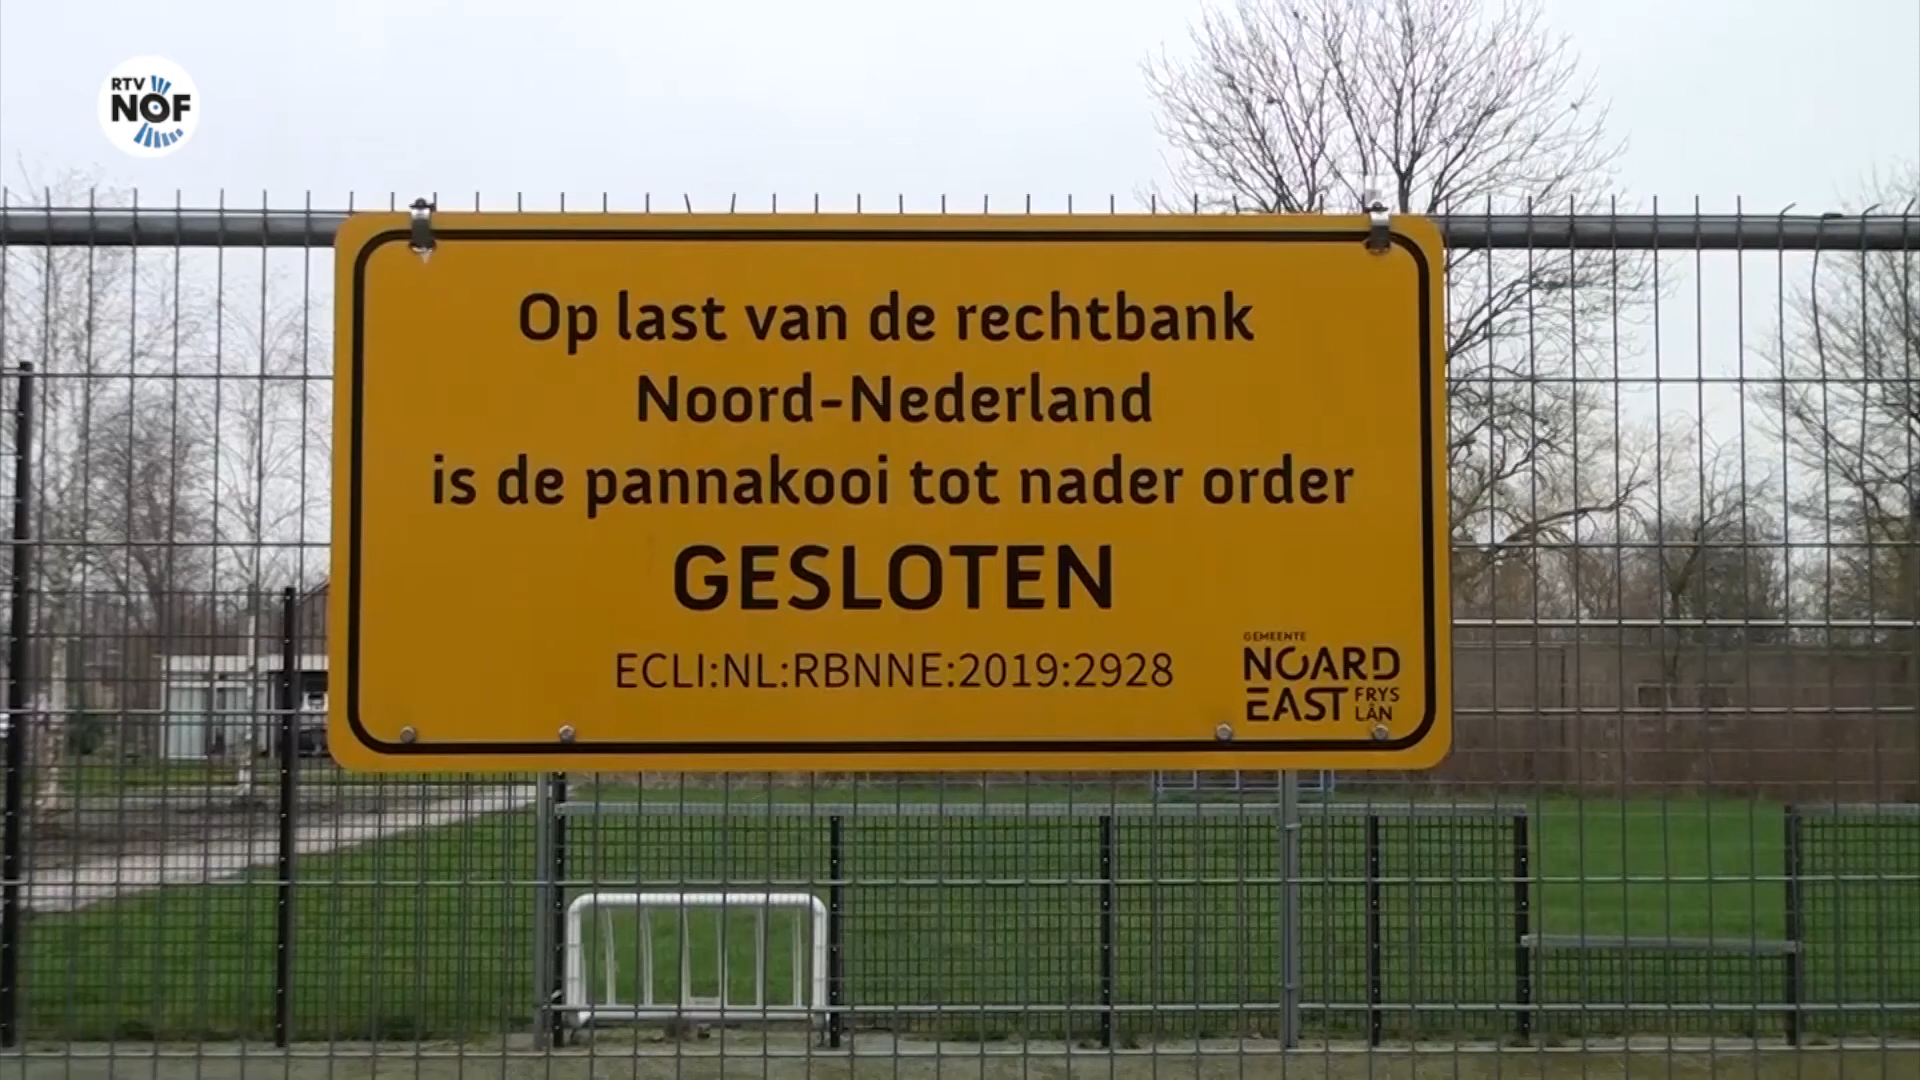 RTV
NOF
Op last van de rechtbank
Noord-Nederland
is de pannakooi tot nader order
GESLOTEN
ECLI:NL:RBNNE:2019:2928
GEMEENTE
NOARD
EAST FRYS
LÂN